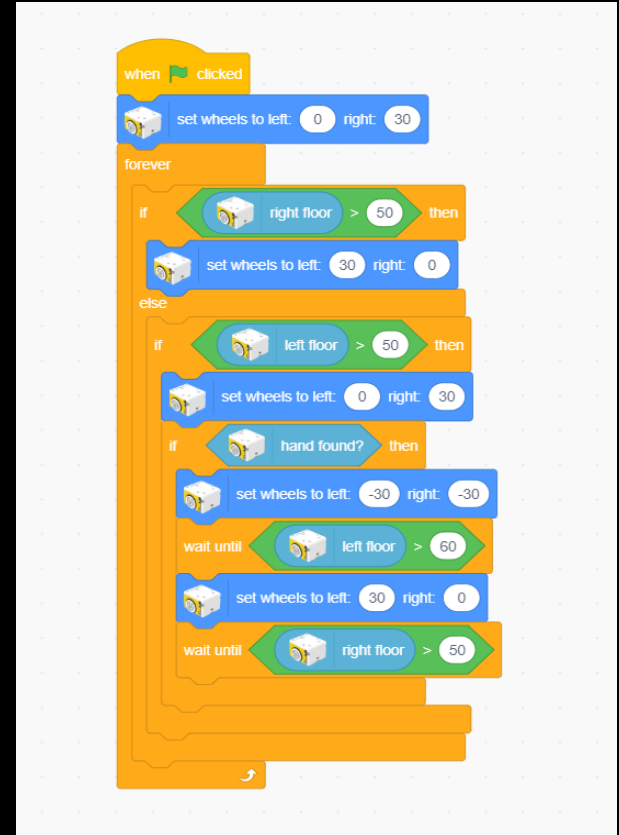 when clicked
set wheels to left: 0 right: 30
forever
if right floor > 50 then
set wheels to left: 30 right: 0
else
if left floor > 50 then
set wheels to left: 0 right: 30
if hand found? then
set wheels to left: -30 right: -30
wait until left floor > 60
set wheels to left: 30 right: 0
wait until right floor > 50